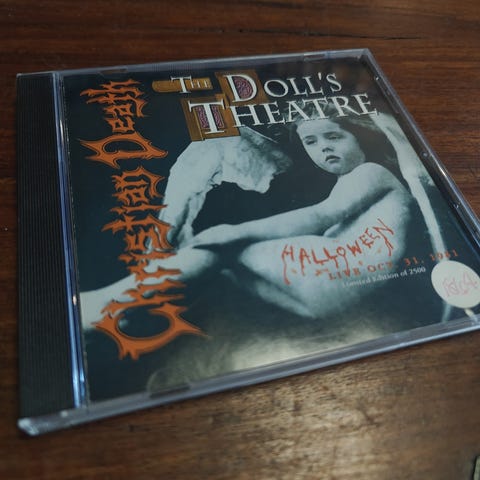 Christian Death
THE DOLL'S
THEATRE
HALLOWEEN
LIVE OCT. 31, 1981
Limited Edition of 2500